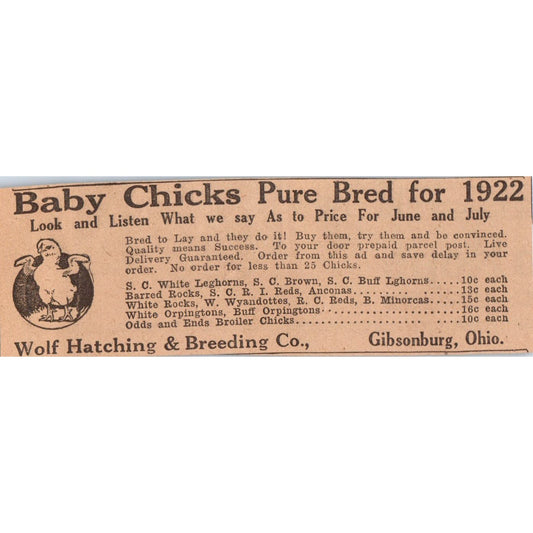 Baby Chicks Pure Bred for 1922
Look and Listen What we say As to Price For June and July
Bred to Lay and they do it! Buy them, try them and be convinced.
Quality means Success. To your door prepaid parcel post. Live
Delivery Guaranteed. Order from this ad and save delay in your
order. No order for less than 25 Chicks.
S. C. White Leghorns, S. C. Brown, S. C. Buff Lghorns.....10c each
Barred Rocks, S. C. R. I. Reds, Anconas..........13c each
White Rocks, W. Wyandottes, R. C. Reds, B. Minorcas.....15c each
White Orpingtons, Buff Orpingtons....................16c each
Odds and Ends Broiler Chicks.......................10c each
Wolf Hatching & Breeding Co., Gibsonburg, Ohio.